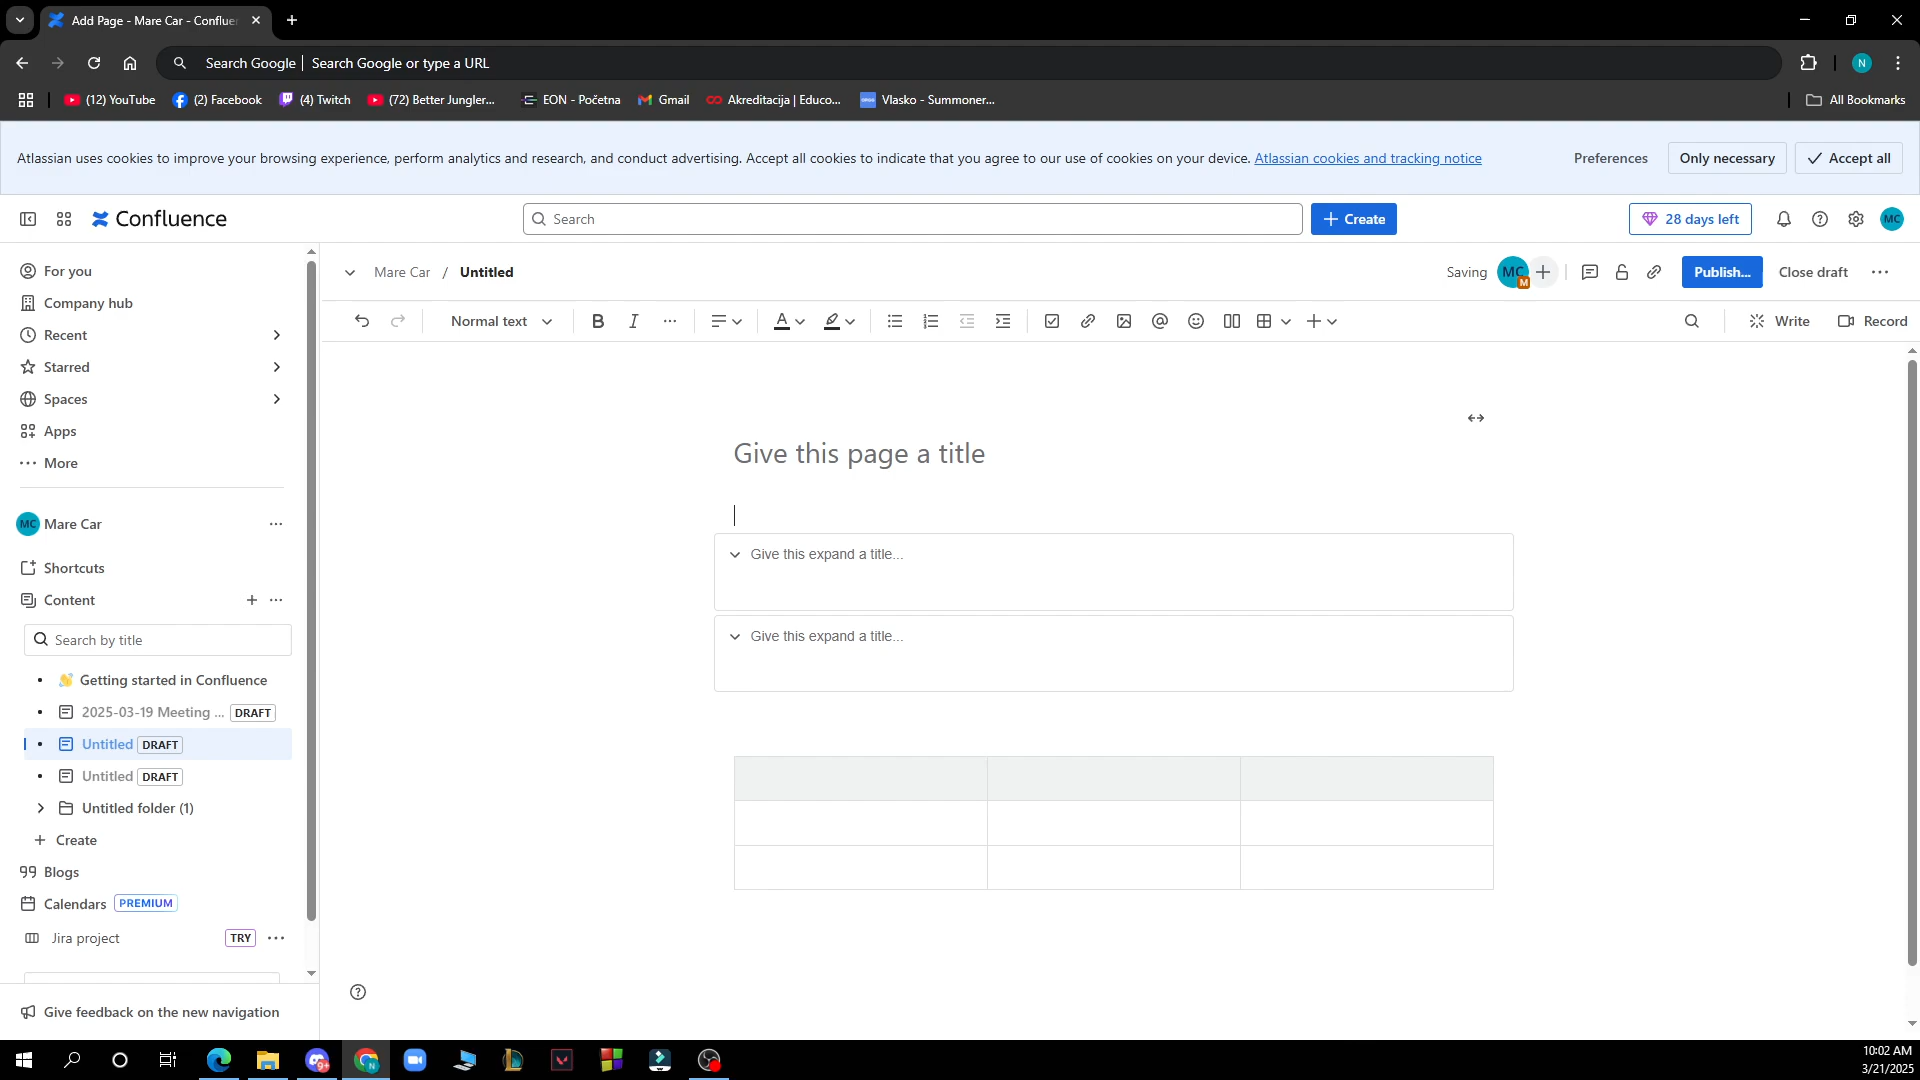 Add Page - Mare Car - Confluen
Search Google | Search Google or type a URL
(12) YouTube
(2) Facebook
(4) Twitch
(72) Better Jungler...
EON - Početna
Gmail
Akreditacija | Educo...
Vlasko - Summoner...
All Bookmarks
Atlassian uses cookies to improve your browsing experience, perform analytics and research, and conduct advertising. Accept all cookies to indicate that you agree to our use of cookies on your device. Atlassian cookies and tracking notice
Preferences
Only necessary
Accept all
Confluence
Search
Create
28 days left
MC
For you
Company hub
Recent
Starred
Spaces
Apps
More
MC Mare Car
Shortcuts
Content
Search by title
Getting started in Confluence
2025-03-19 Meeting ... DRAFT
Untitled DRAFT
Untitled DRAFT
Untitled folder (1)
Create
Blogs
Calendars PREMIUM
Jira project TRY
Give feedback on the new navigation
Mare Car / Untitled
Saving
MC
M
Publish...
Close draft
Normal text
B
I
A
Write
Record
Give this page a title
Give this expand a title...
Give this expand a title...
N
9+
N
10:02 AM
3/21/2025